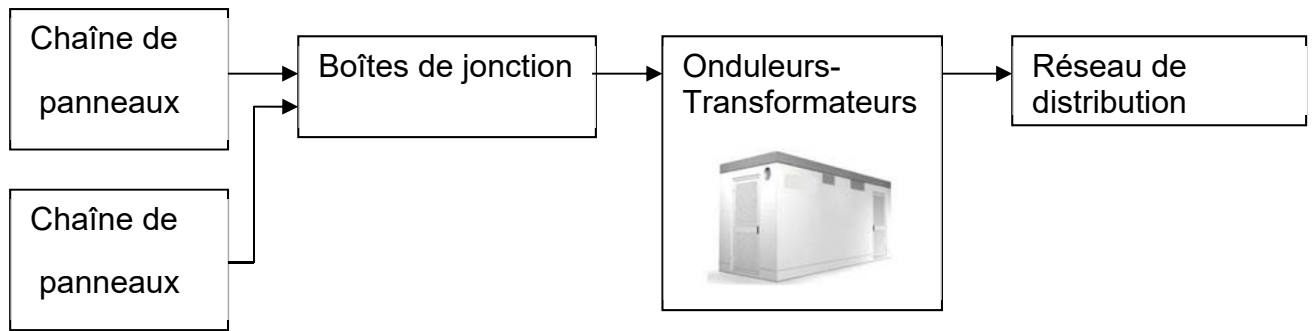 Chaîne de
panneaux
Boîtes de jonction
Onduleurs-
Transformateurs
Réseau de
distribution
Chaîne de
panneaux